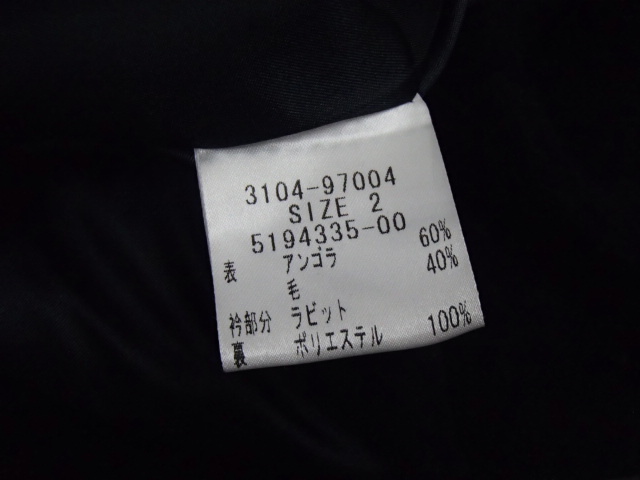 3104-97004
SIZE 2
5194335-00
表 アンゴラ 60%
毛 40%
衿部分 ラビット
裏 ポリエステル 100%